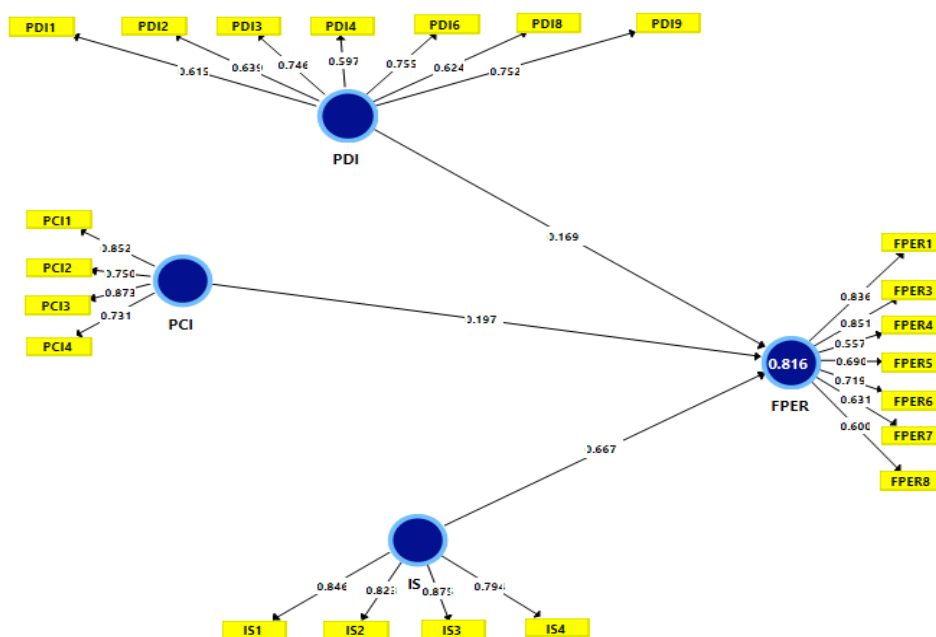 PDI1 PDI2 PDI3 PDI4 PDI6 PDI8 PDI9
0.615 0.639 0.746 0.597 0.755 0.624 0.752
PDI
0.169
PCI1
PCI2
PCI3
PCI4
0.852
0.750
0.873
0.731
PCI
0.197
FPER1
FPER3
FPER4
FPER5
FPER6
FPER7
FPER8
0.836
0.851
0.557
0.690
0.719
0.631
0.600
0.816
FPER
0.667
IS
0.846 0.823 0.875 0.794
IS1 IS2 IS3 IS4